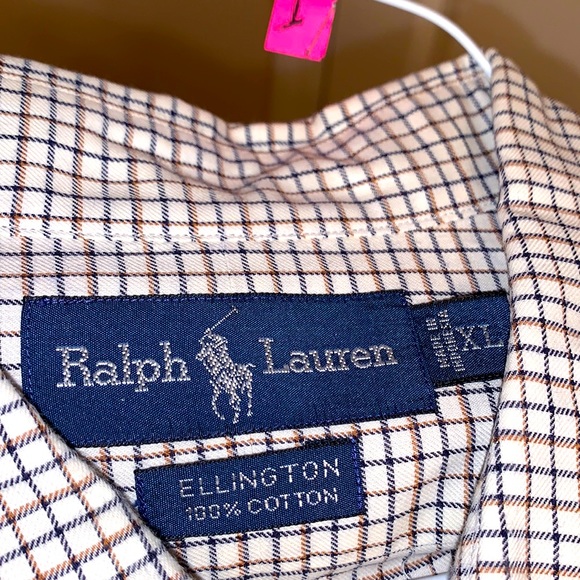 Ralph Lauren
XL
ELLINGTON
100% COTTON